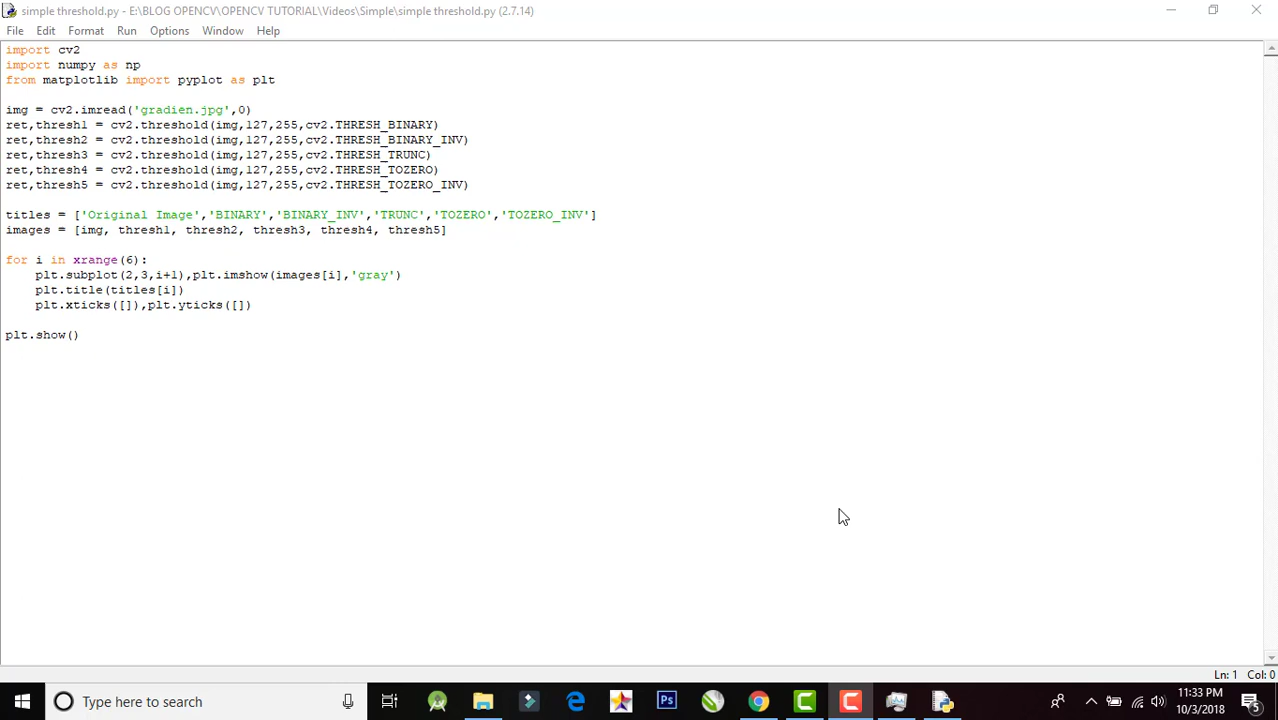 simple threshold.py - E:\BLOG OPENCV\OPENCV TUTORIAL\Videos\Simple\simple threshold.py (2.7.14)
File Edit Format Run Options Window Help
import cv2
import numpy as np
from matplotlib import pyplot as plt
img = cv2.imread('gradien.jpg',0)
ret,thresh1 = cv2.threshold(img,127,255,cv2.THRESH_BINARY)
ret,thresh2 = cv2.threshold(img,127,255,cv2.THRESH_BINARY_INV)
ret,thresh3 = cv2.threshold(img,127,255,cv2.THRESH_TRUNC)
ret,thresh4 = cv2.threshold(img,127,255,cv2.THRESH_TOZERO)
ret,thresh5 = cv2.threshold(img,127,255,cv2.THRESH_TOZERO_INV)
titles = ['Original Image','BINARY','BINARY_INV','TRUNC','TOZERO','TOZERO_INV']
images = [img, thresh1, thresh2, thresh3, thresh4, thresh5]
for i in xrange(6):
    plt.subplot(2,3,i+1),plt.imshow(images[i],'gray')
    plt.title(titles[i])
    plt.xticks([]),plt.yticks([])
plt.show()
Ln: 1 Col: 0
Type here to search
Ps
11:33 PM
10/3/2018
5